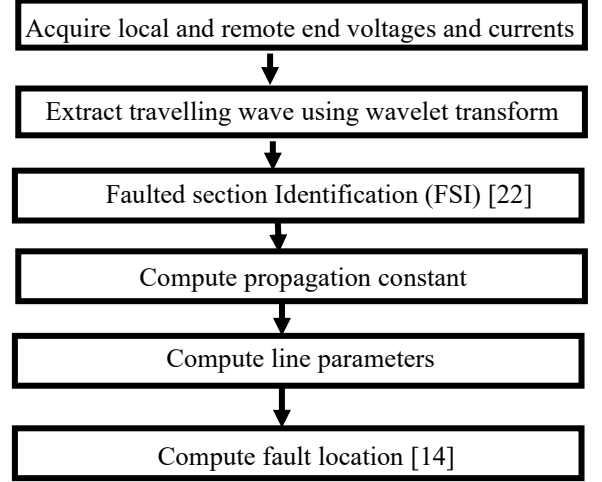 Acquire local and remote end voltages and currents
Extract travelling wave using wavelet transform
Faulted section Identification (FSI) [22]
Compute propagation constant
Compute line parameters
Compute fault location [14]